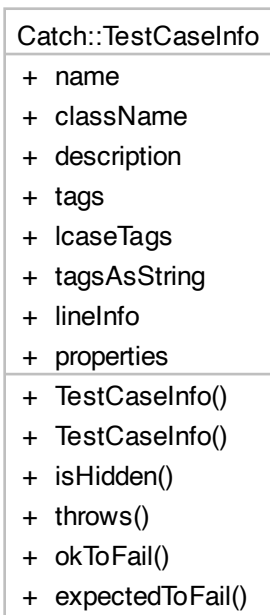 Catch::TestCaseInfo
+ name
+ className
+ description
+ tags
+ lcaseTags
+ tagsAsString
+ lineInfo
+ properties
+ TestCaseInfo()
+ TestCaseInfo()
+ isHidden()
+ throws()
+ okToFail()
+ expectedToFail()